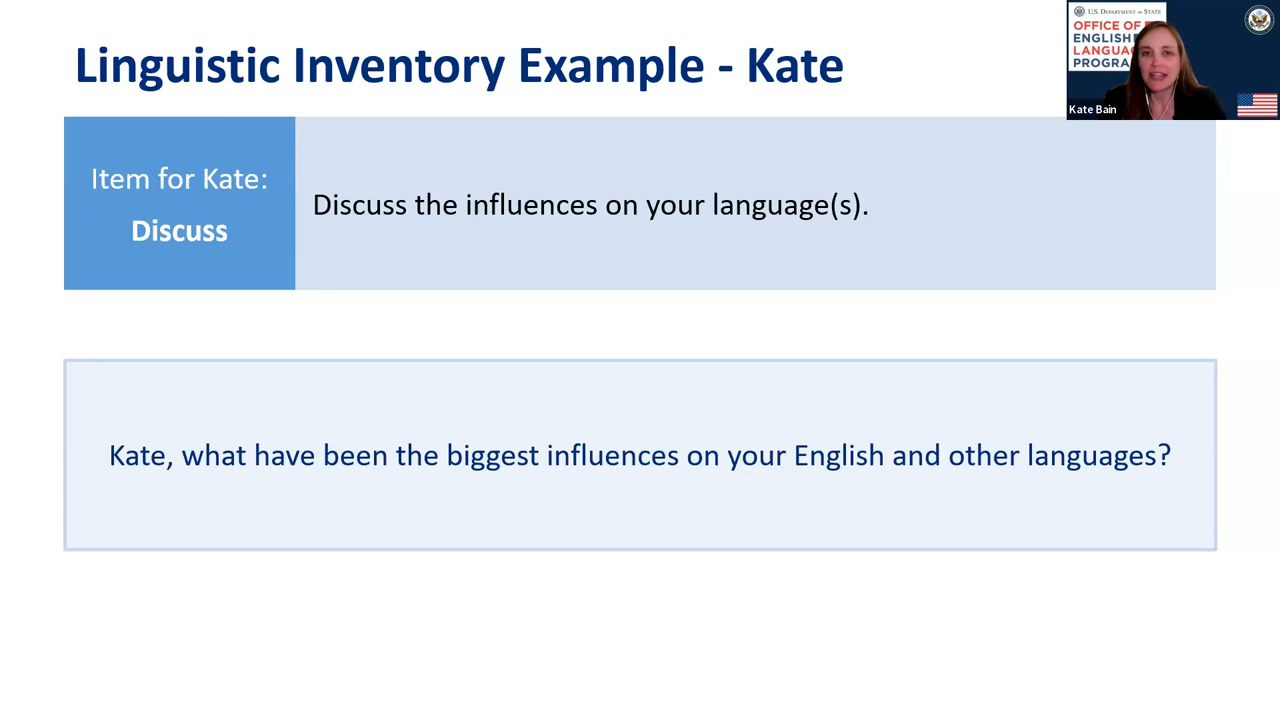 Linguistic Inventory Example - Kate
U.S. DEPARTMENT OF STATE
OFFICE OF
ENGLISH
LANGUAG
PROGRA
Kate Bain
Item for Kate:
Discuss
Discuss the influences on your language(s).
Kate, what have been the biggest influences on your English and other languages?